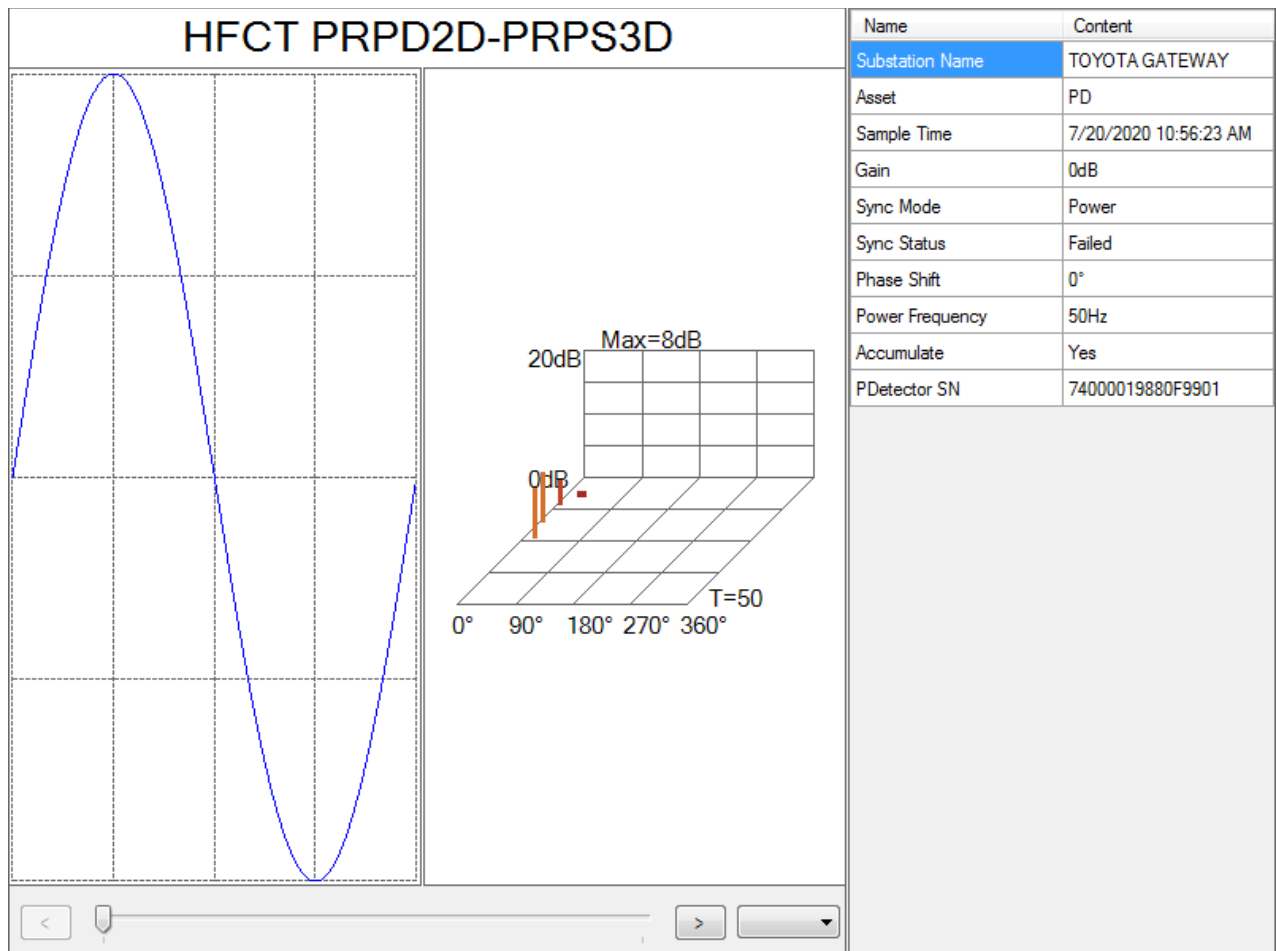 HFCT PRPD2D-PRPS3D
Max=8dB
20dB
0dB
T=50
0° 90° 180° 270° 360°
<
>
Name Content
Substation Name TOYOTA GATEWAY
Asset PD
Sample Time 7/20/2020 10:56:23 AM
Gain 0dB
Sync Mode Power
Sync Status Failed
Phase Shift 0°
Power Frequency 50Hz
Accumulate Yes
PDetector SN 74000019880F9901